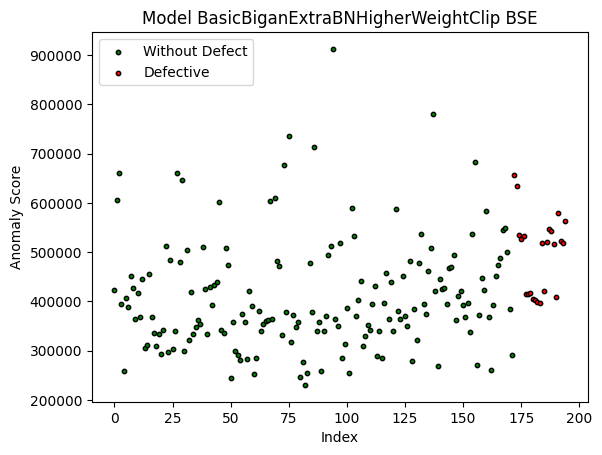 Model BasicBiganExtraBNHigherWeightClip BSE
Without Defect
Defective
900000
800000
700000
600000
500000
400000
300000
200000
Anomaly Score
0 25 50 75 100 125 150 175 200
Index